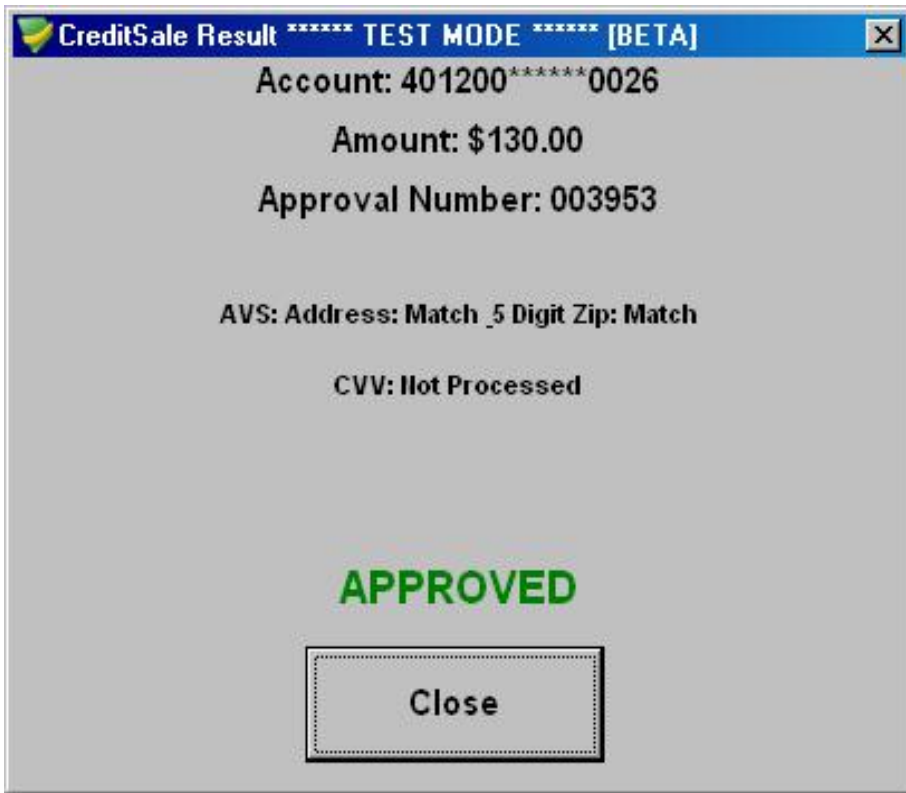 CreditSale Result ****** TEST MODE ****** [BETA]
Account: 401200******0026
Amount: $130.00
Approval Number: 003953
AVS: Address: Match _5 Digit Zip: Match
CVV: Not Processed
APPROVED
Close